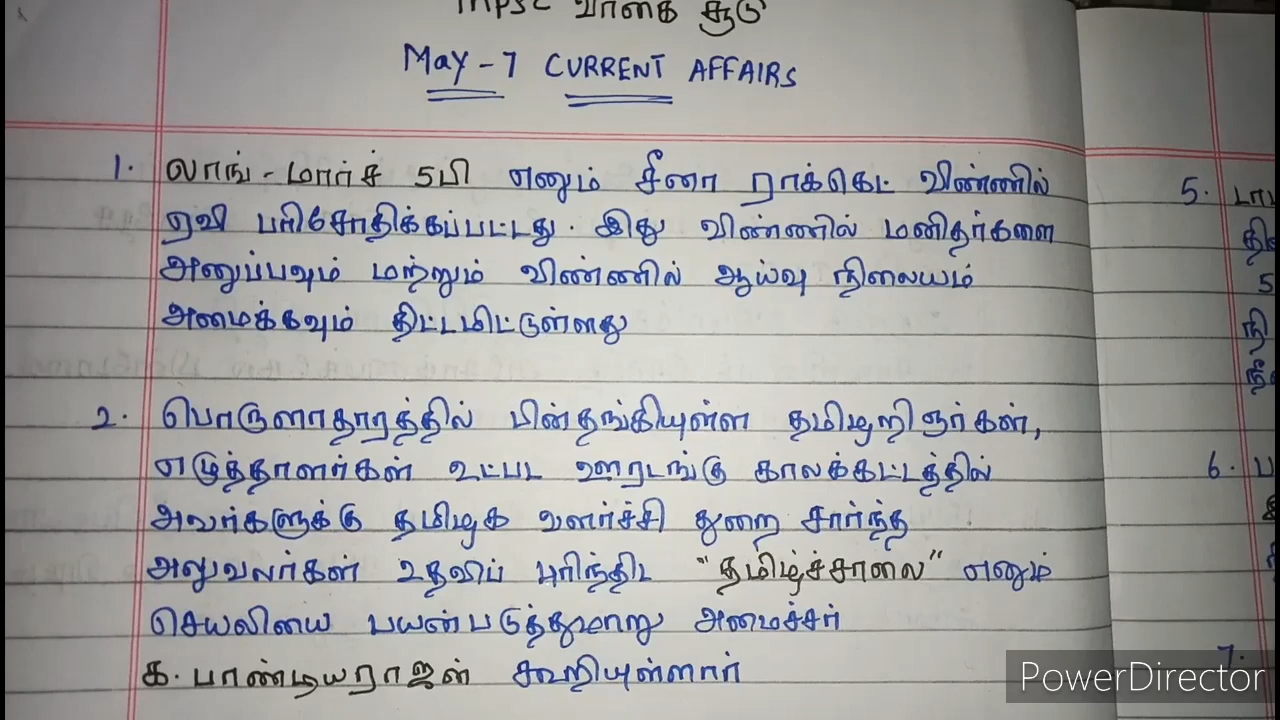 TNPSC வாகை சூடு
May - 7 CURRENT AFFAIRS
1. லாங் - மார்ச் 5பி எனும் சீனா ராக்கெட் விண்ணில்
ஏவி பரிசோதிக்கப்பட்டது. இது விண்ணில் மனிதர்களை
அனுப்பவும் மற்றும் விண்ணில் ஆய்வு நிலையம்
அமைக்கவும் திட்டமிட்டுள்ளது
2. பொருளாதாரத்தில் பின்தங்கியுள்ள தமிழறிஞர்கள்,
எழுத்தாளர்கள் உட்பட ஊரடங்கு காலக்கட்டத்தில்
அவர்களுக்கு தமிழக வளர்ச்சி துறை சார்ந்த
அலுவலர்கள் உதவிப் புரிந்திட "தமிழ்ச்சாலை" எனும்
செயலியை பயன்படுத்துமாறு அமைச்சர்
க. பாண்டியராஜன் கூறியுள்ளார்
5.
5
6.
7.
PowerDirector